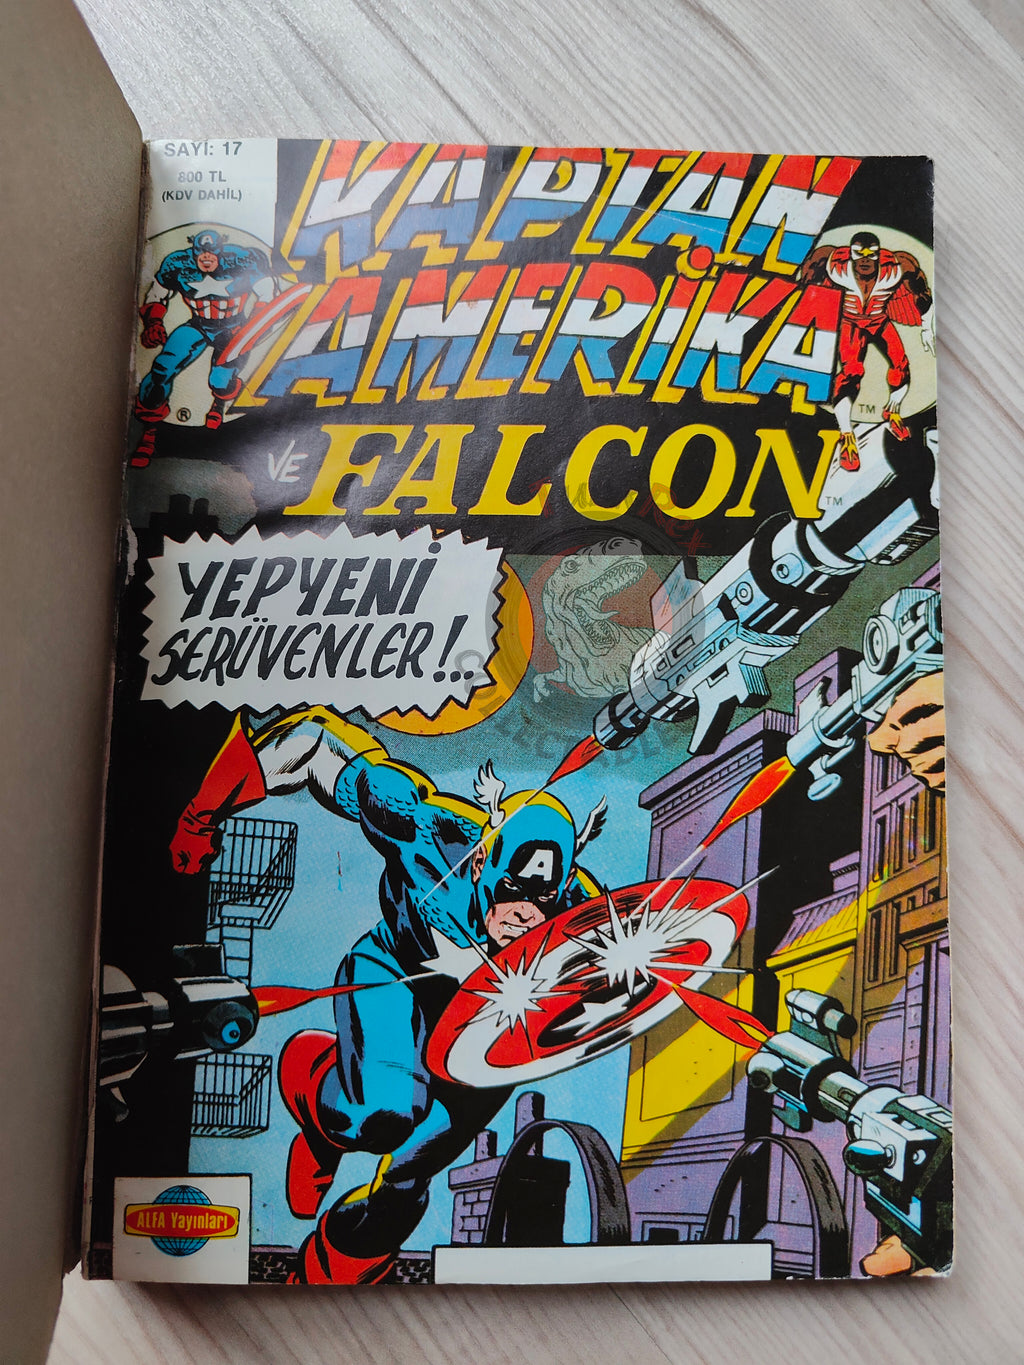 SAYİ: 17
800 TL
(KDV DAHİL)
KAPTAN
AMERİKA
VE FALCON
TM
®
TM
YEPYENİ
SERÜVENLER!...
A
ALFA Yayınları